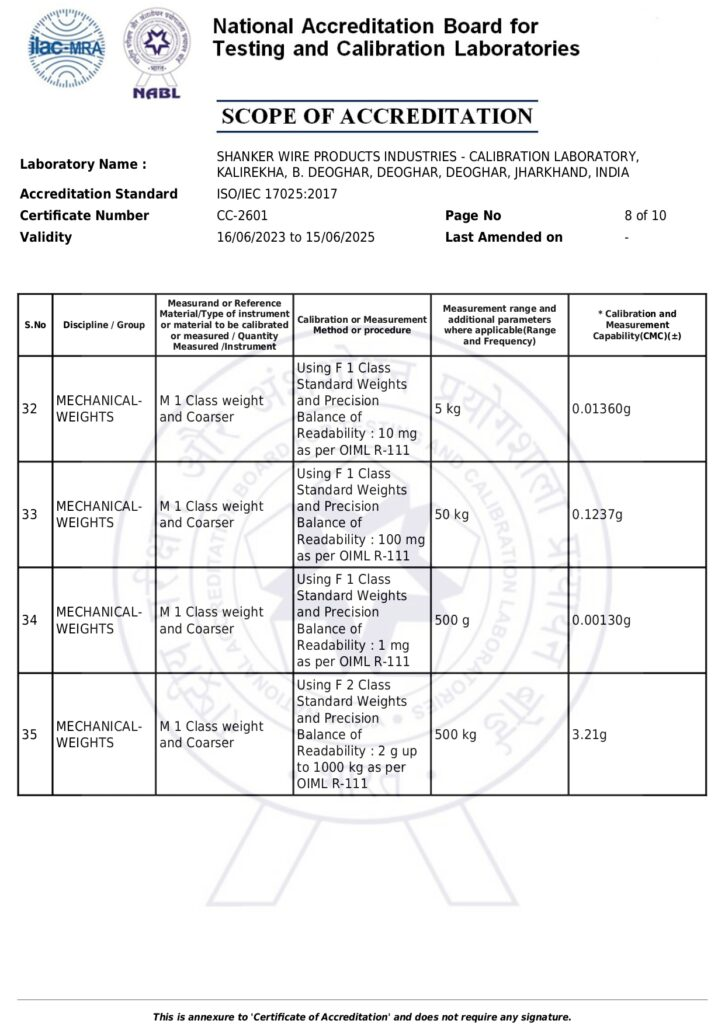 ilac-MRA
NABL
National Accreditation Board for
Testing and Calibration Laboratories
SCOPE OF ACCREDITATION
Laboratory Name :
SHANKER WIRE PRODUCTS INDUSTRIES - CALIBRATION LABORATORY,
KALIREKHA, B. DEOGHAR, DEOGHAR, DEOGHAR, JHARKHAND, INDIA
Accreditation Standard ISO/IEC 17025:2017
Certificate Number CC-2601 Page No 8 of 10
Validity 16/06/2023 to 15/06/2025 Last Amended on -
S.No
Discipline / Group
Measurand or Reference
Material/Type of instrument
or material to be calibrated
or measured / Quantity
Measured /Instrument
Calibration or Measurement
Method or procedure
Measurement range and
additional parameters
where applicable(Range
and Frequency)
* Calibration and
Measurement
Capability(CMC)(±)
32
MECHANICAL-
WEIGHTS
M 1 Class weight
and Coarser
Using F 1 Class
Standard Weights
and Precision
Balance of
Readability : 10 mg
as per OIML R-111
5 kg
0.01360g
33
MECHANICAL-
WEIGHTS
M 1 Class weight
and Coarser
Using F 1 Class
Standard Weights
and Precision
Balance of
Readability : 100 mg
as per OIML R-111
50 kg
0.1237g
34
MECHANICAL-
WEIGHTS
M 1 Class weight
and Coarser
Using F 1 Class
Standard Weights
and Precision
Balance of
Readability : 1 mg
as per OIML R-111
500 g
0.00130g
35
MECHANICAL-
WEIGHTS
M 1 Class weight
and Coarser
Using F 2 Class
Standard Weights
and Precision
Balance of
Readability : 2 g up
to 1000 kg as per
OIML R-111
500 kg
3.21g
This is annexure to 'Certificate of Accreditation' and does not require any signature.